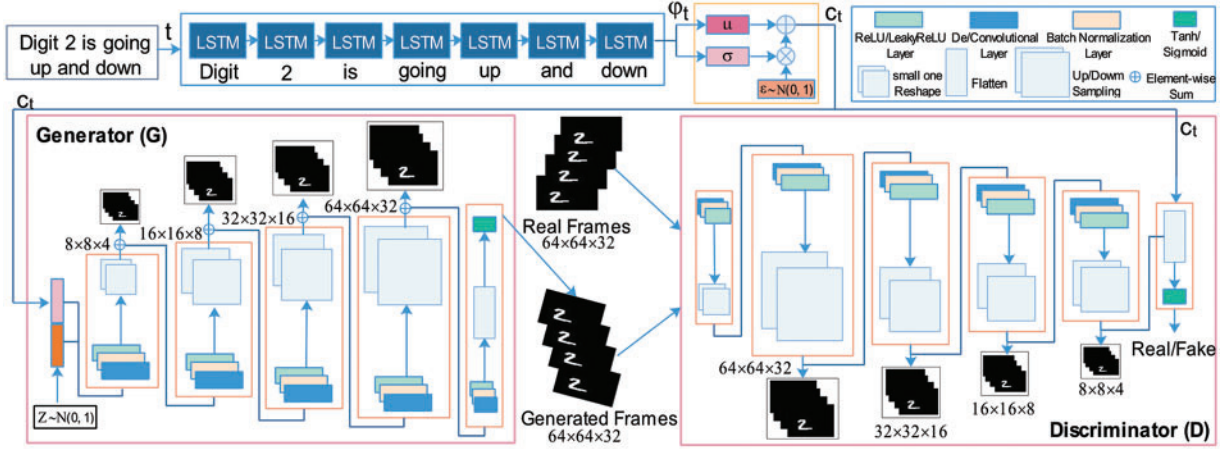 Digit 2 is going
up and down
t
LSTM LSTM LSTM LSTM LSTM LSTM LSTM
Digit 2 is going up and down
φt
u
σ
ε~N(0, 1)
Ct
ReLU/LeakyReLU
Layer
De/Convolutional
Layer
Batch Normalization
Layer
Tanh/
Sigmoid
small one
Reshape
Flatten
Up/Down
Sampling
Element-wise
Sum
Ct
Generator (G)
8×8×4
16×16×8
32×32×16
64×64×32
Z~N(0, 1)
Real Frames
64×64×32
Generated Frames
64×64×32
Ct
64×64×32
32×32×16
16×16×8
8×8×4
Real/Fake
Discriminator (D)